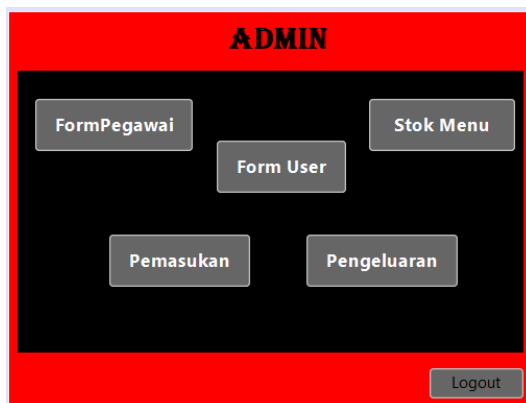 ADMIN
FormPegawai
Stok Menu
Form User
Pemasukan
Pengeluaran
Logout